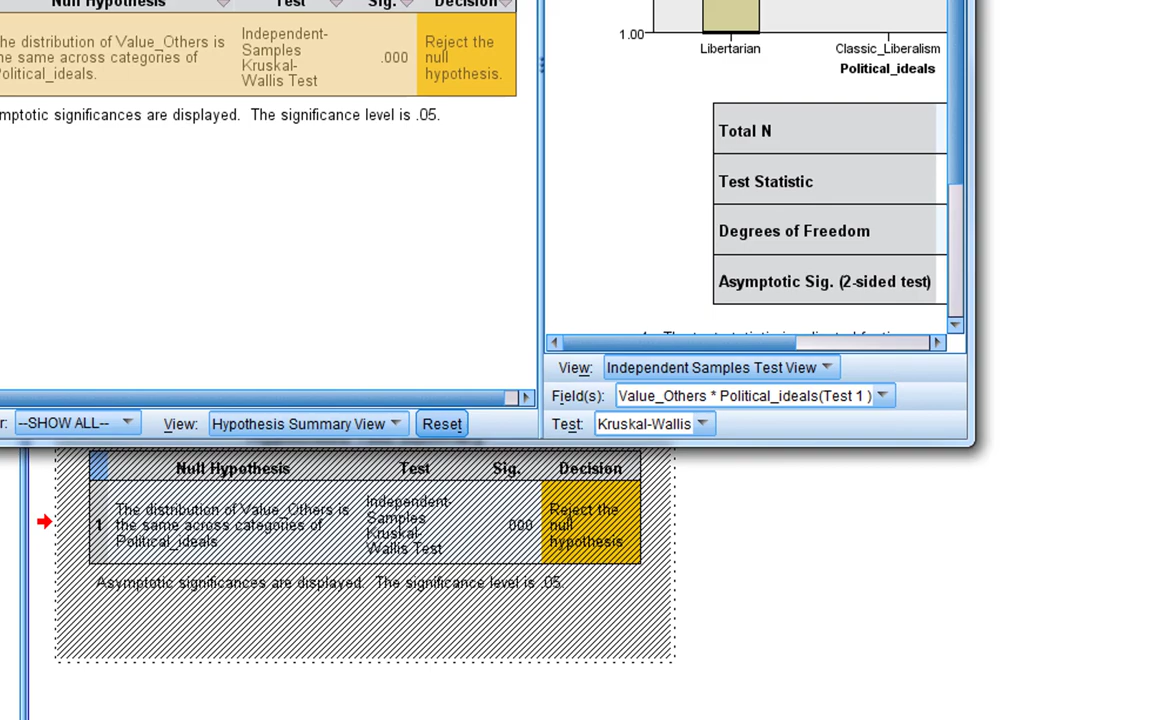 Null Hypothesis Test Sig. Decision
he distribution of Value_Others is
he same across categories of
Political_ideals.
Independent-
Samples
Kruskal-
Wallis Test
.000
Reject the
null
hypothesis.
mptotic significances are displayed. The significance level is .05.
1.00
Libertarian
Classic_Liberalism
Political_ideals
Total N
Test Statistic
Degrees of Freedom
Asymptotic Sig. (2-sided test)
View: Independent Samples Test View
Field(s): Value_Others * Political_ideals(Test 1 )
Test: Kruskal-Wallis
r: --SHOW ALL-- View: Hypothesis Summary View Reset
Null Hypothesis Test Sig. Decision
1
The distribution of Value_Others is
the same across categories of
Political_ideals
Independent-
Samples
Kruskal-
Wallis Test
000
Reject the
null
hypothesis
Asymptotic significances are displayed. The significance level is .05.